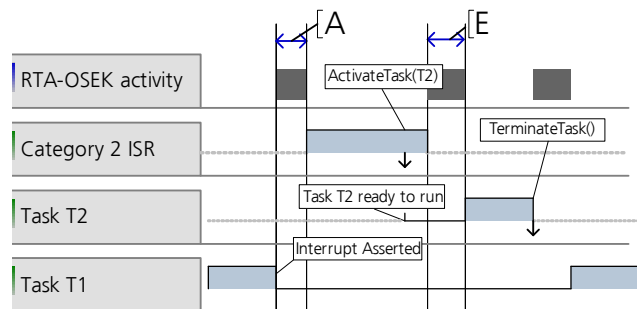 [A
[E
RTA-OSEK activity
ActivateTask(T2)
Category 2 ISR
TerminateTask()
Task T2
Task T2 ready to run
Interrupt Asserted
Task T1